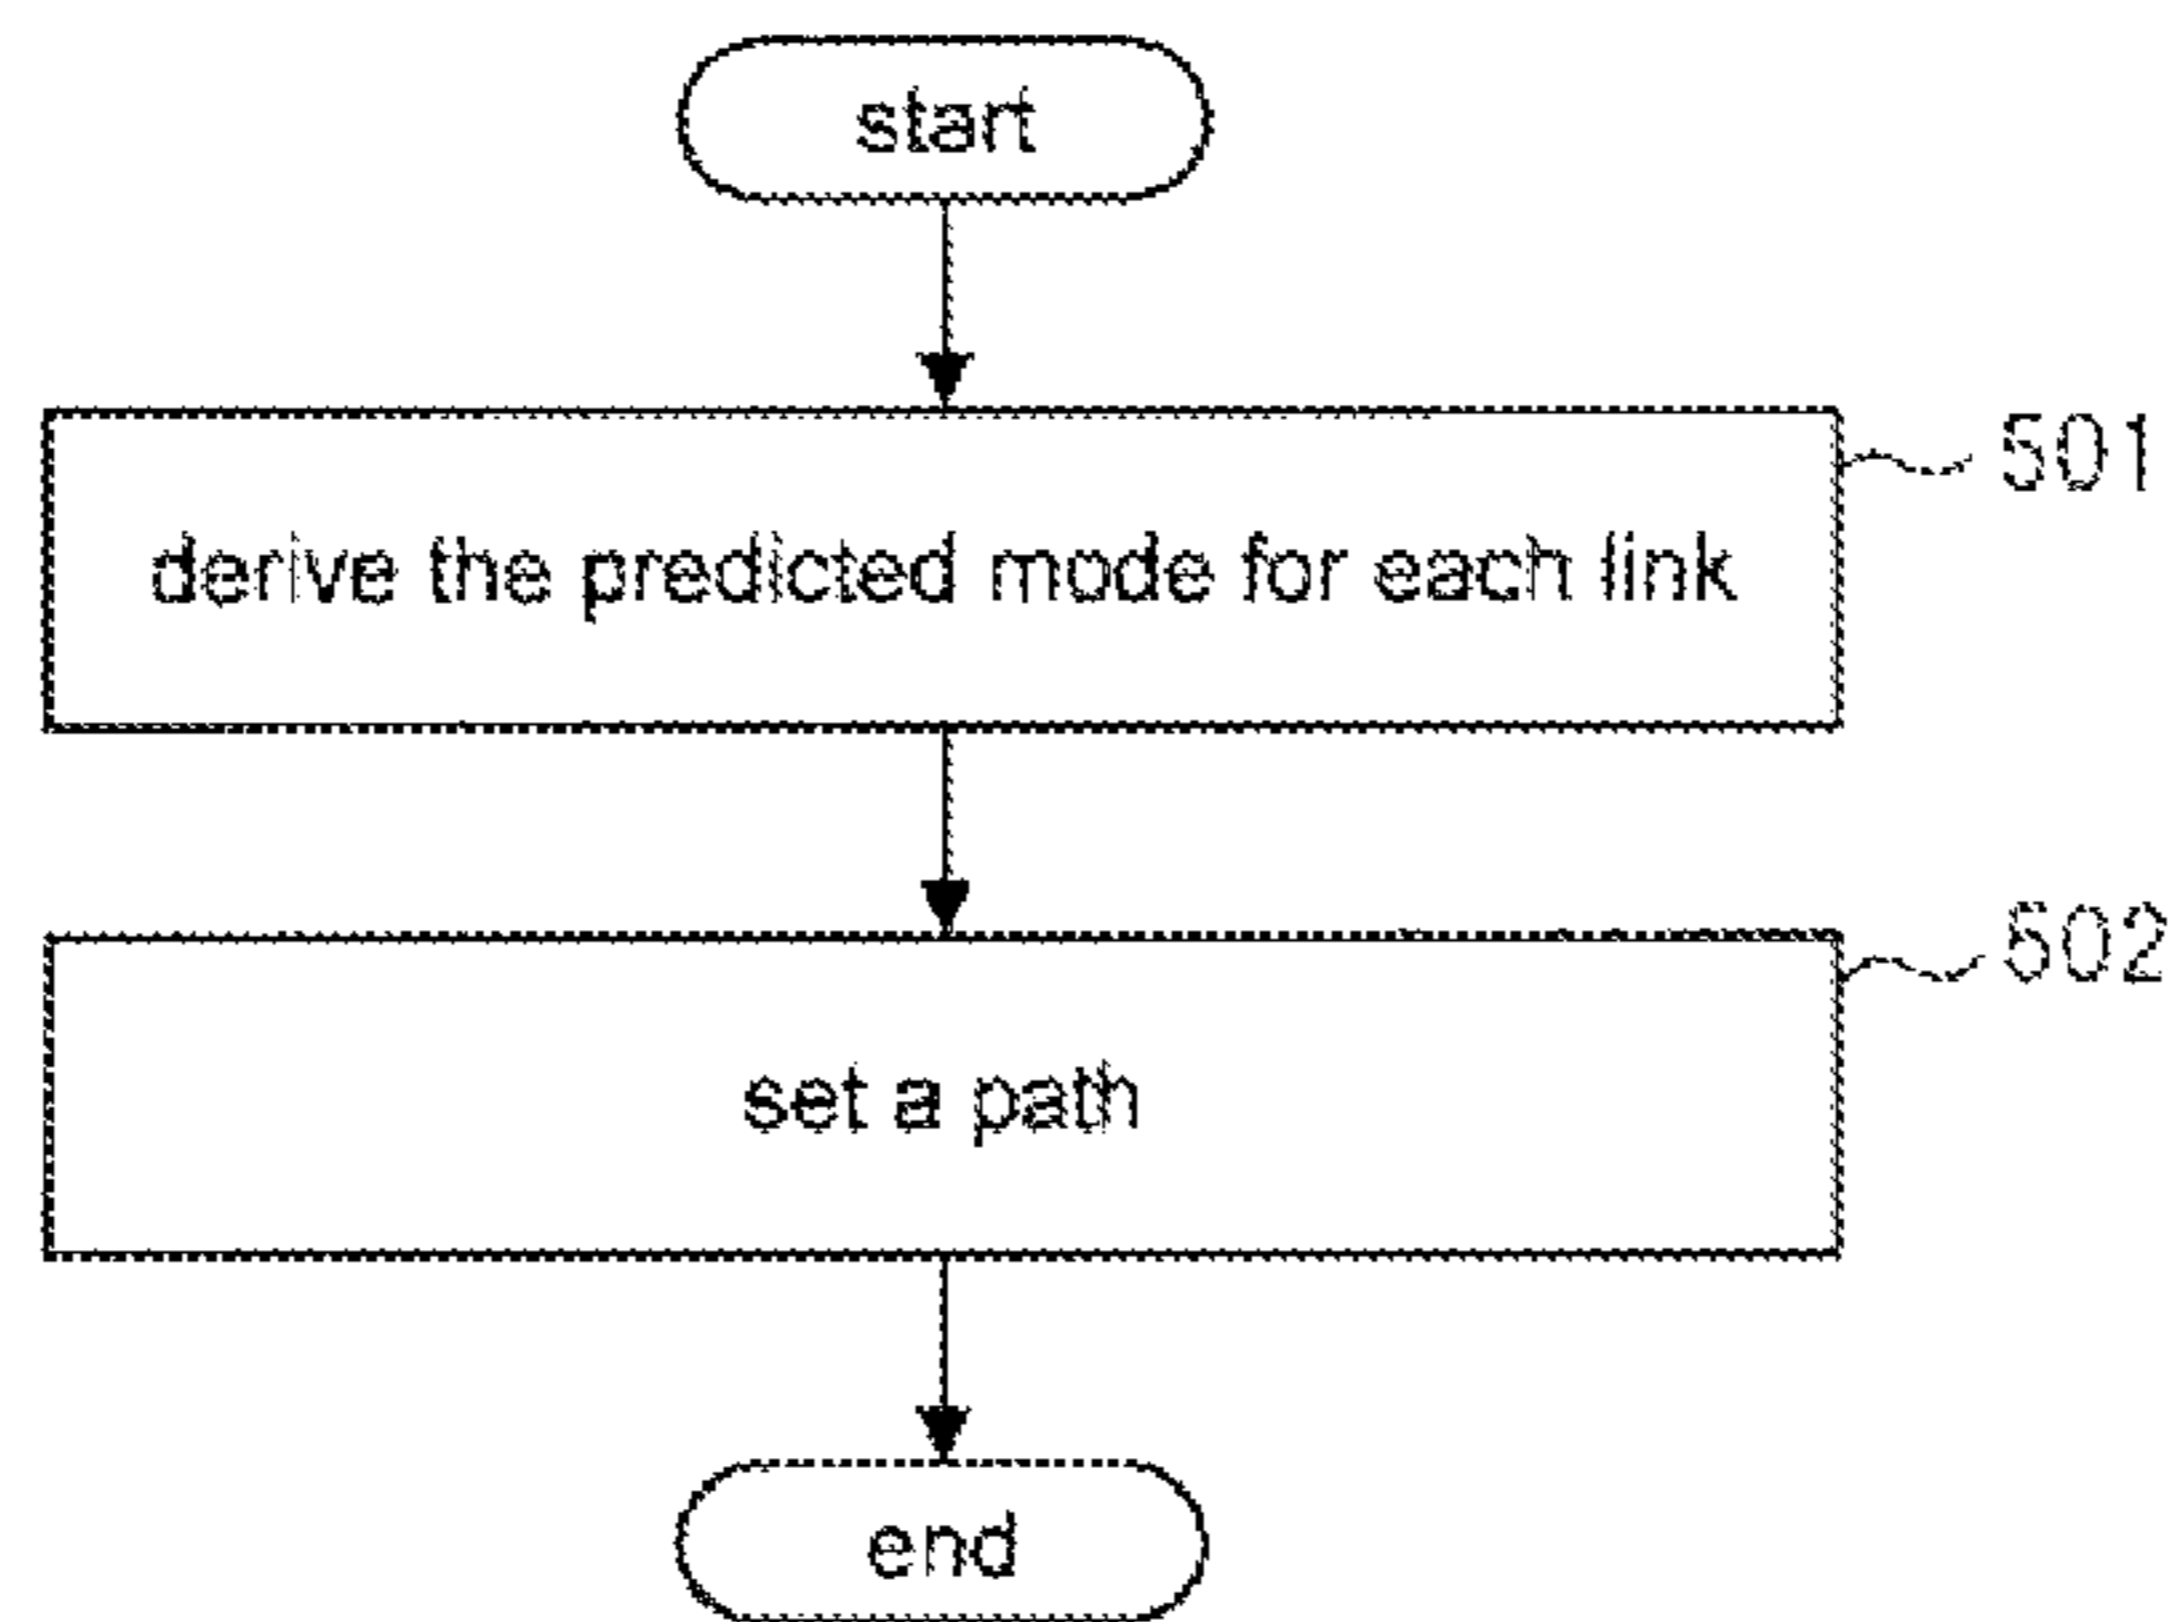 start
501
derive the predicted mode for each link
502
set a path
end